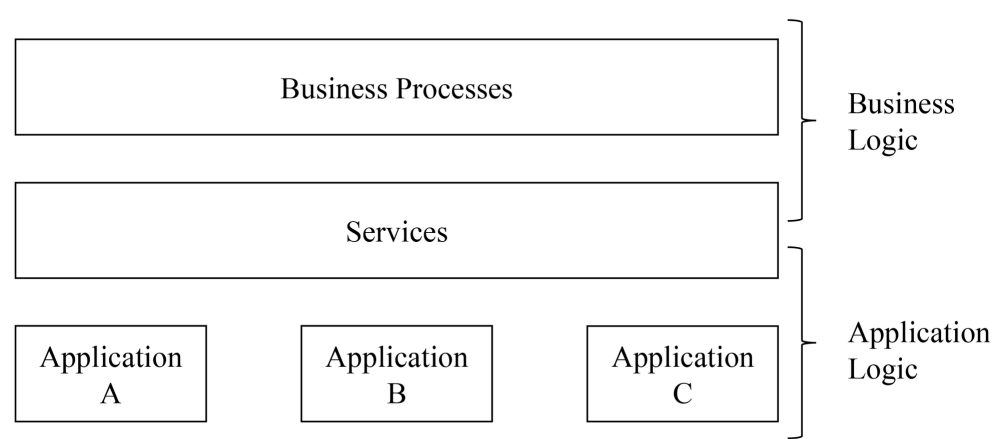 Business Processes
Business
Logic
Services
Application
A
Application
B
Application
C
Application
Logic